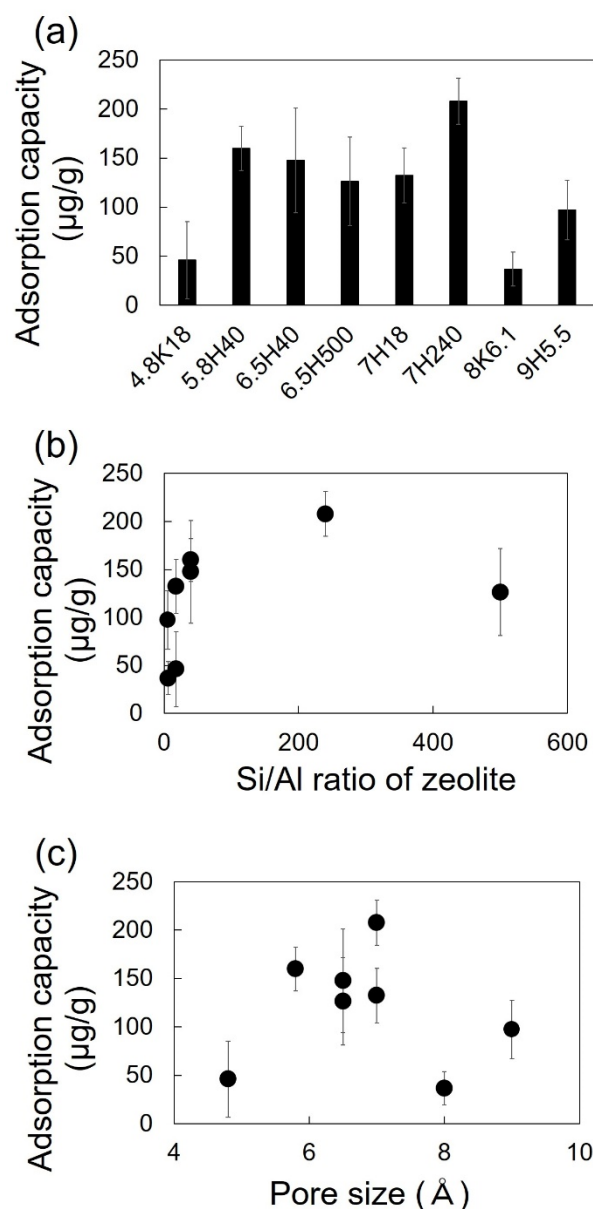 (a)
Adsorption capacity
(µg/g)
250
200
150
100
50
0
4.8K18
5.8H40
6.5H40
6.5H500
7H18
7H240
8K6.1
9H5.5
(b)
Adsorption capacity
(µg/g)
250
200
150
100
50
0
0
200
400
600
Si/Al ratio of zeolite
(c)
Adsorption capacity
(µg/g)
250
200
150
100
50
0
4
6
8
10
Pore size (Å)